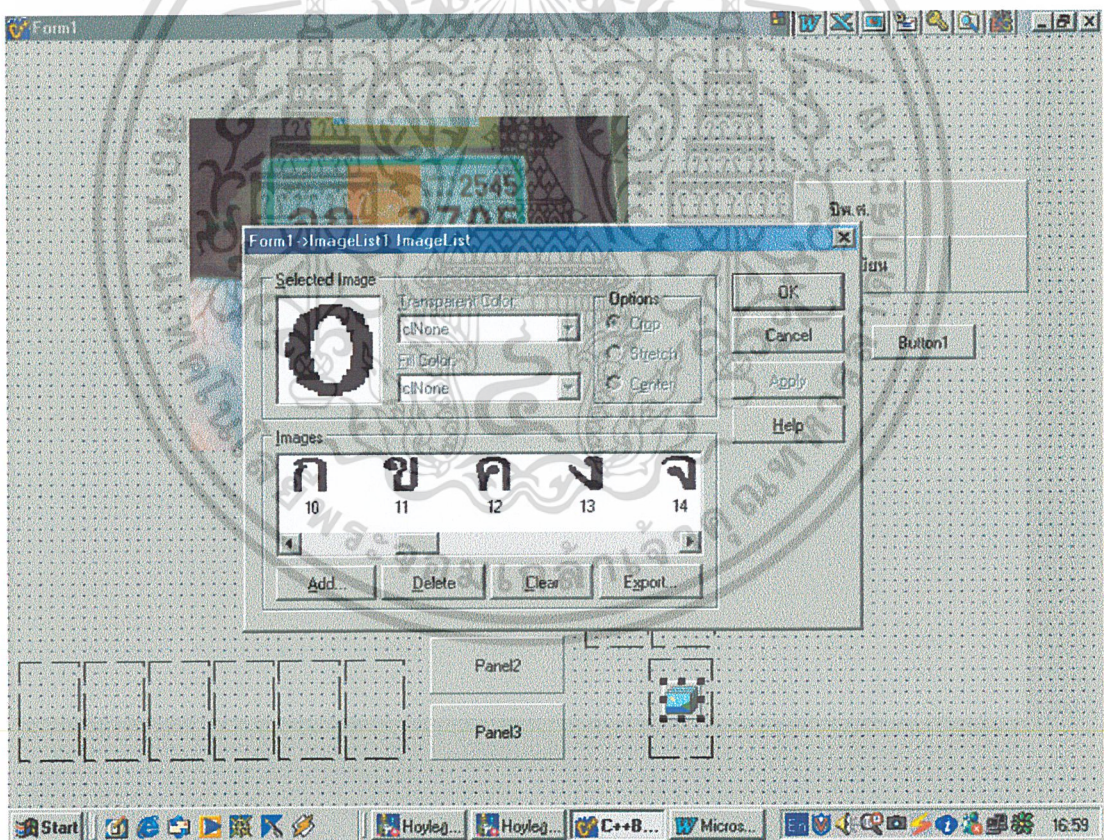 Form1
/2545
ปีพ.ศ.
Form1->ImageList1 ImageList
Selected Image
Transparent Color:
clNone
Fill Color:
clNone
Options
Crop
Stretch
Center
OK
Cancel
Apply
Help
Button1
Images
ก ข ค ง จ
10 11 12 13 14
Add... Delete Clear Export...
Panel2
Panel3
Start Hoyleg... Hoyleg... C++B... Micros... En 16:59